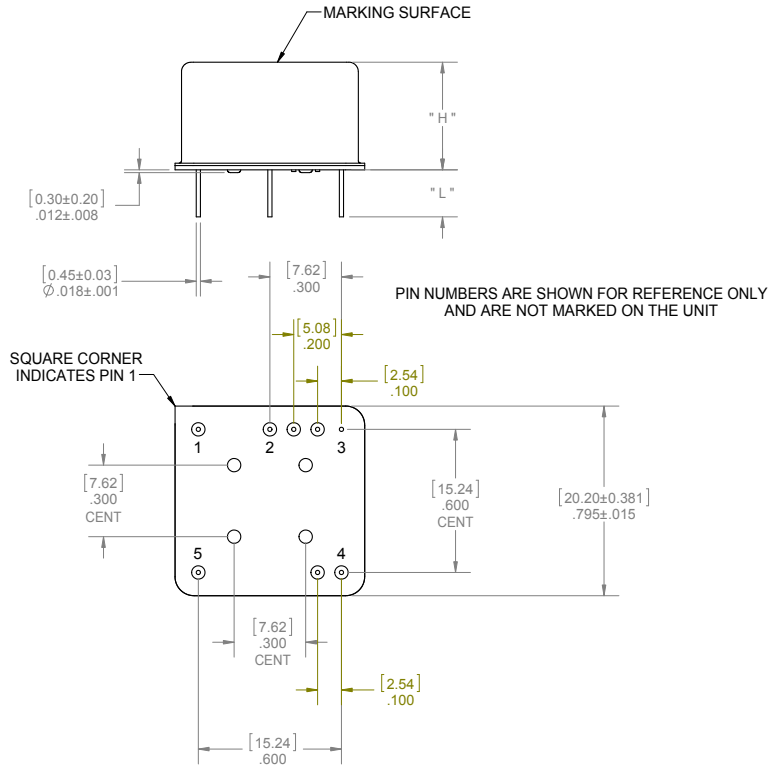 MARKING SURFACE
"H"
"L"
[0.30±0.20]
.012±.008
[0.45±0.03]
Ø.018±.001
[7.62]
.300
PIN NUMBERS ARE SHOWN FOR REFERENCE ONLY
AND ARE NOT MARKED ON THE UNIT
[5.08]
.200
SQUARE CORNER
INDICATES PIN 1
[2.54]
.100
1
2
3
[7.62]
.300
CENT
[15.24]
.600
CENT
[20.20±0.381]
.795±.015
5
4
[7.62]
.300
CENT
[2.54]
.100
[15.24]
.600